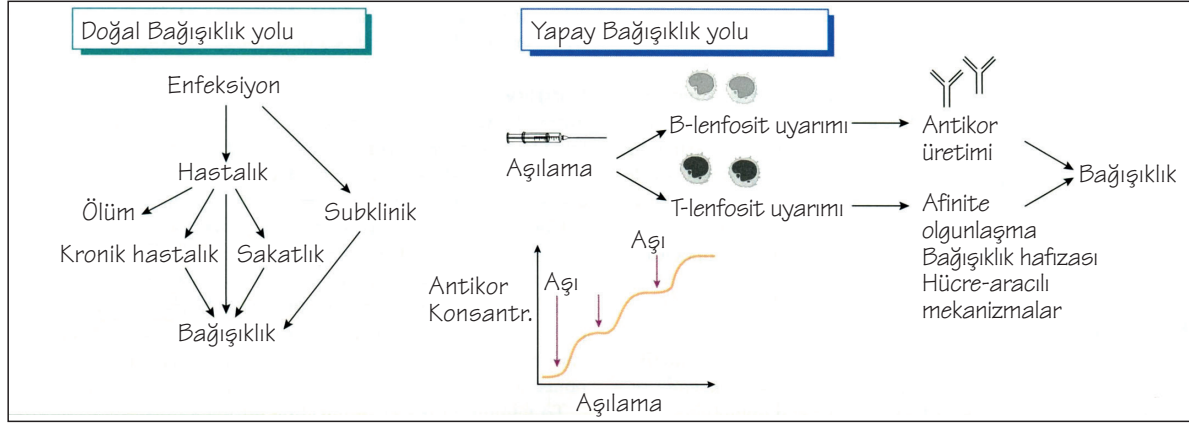 Doğal Bağışıklık yolu
Enfeksiyon
Hastalık
Ölüm
Subklinik
Kronik hastalık
Sakatlık
Bağışıklık
Yapay Bağışıklık yolu
Aşılama
B-lenfosit uyarımı
T-lenfosit uyarımı
Antikor
üretimi
Afinite
olgunlaşma
Bağışıklık hafızası
Hücre-aracılı
mekanizmalar
Bağışıklık
Antikor
Konsantr.
Aşı
Aşı
Aşılama